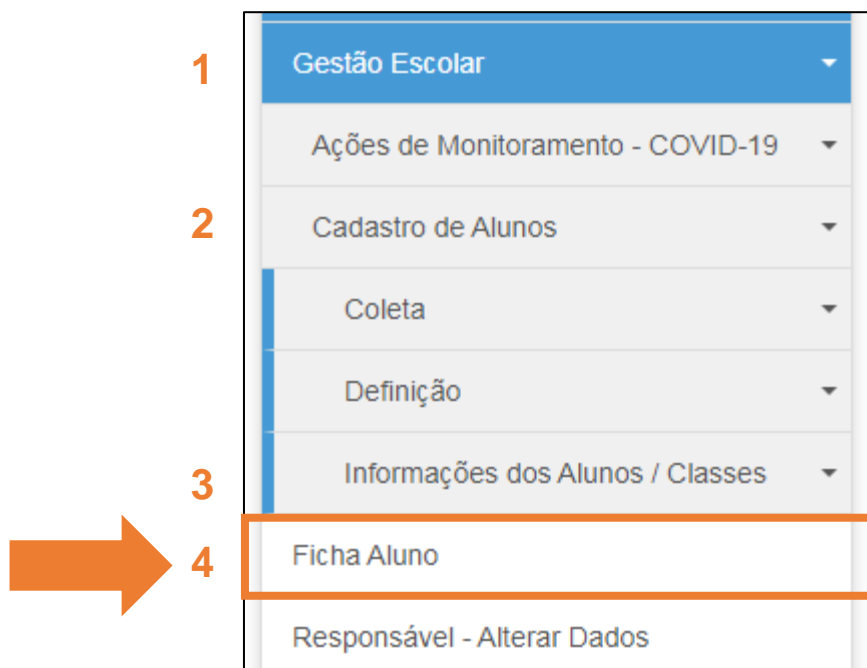 1 Gestão Escolar
Ações de Monitoramento - COVID-19
2 Cadastro de Alunos
Coleta
Definição
3 Informações dos Alunos / Classes
4 Ficha Aluno
Responsável - Alterar Dados